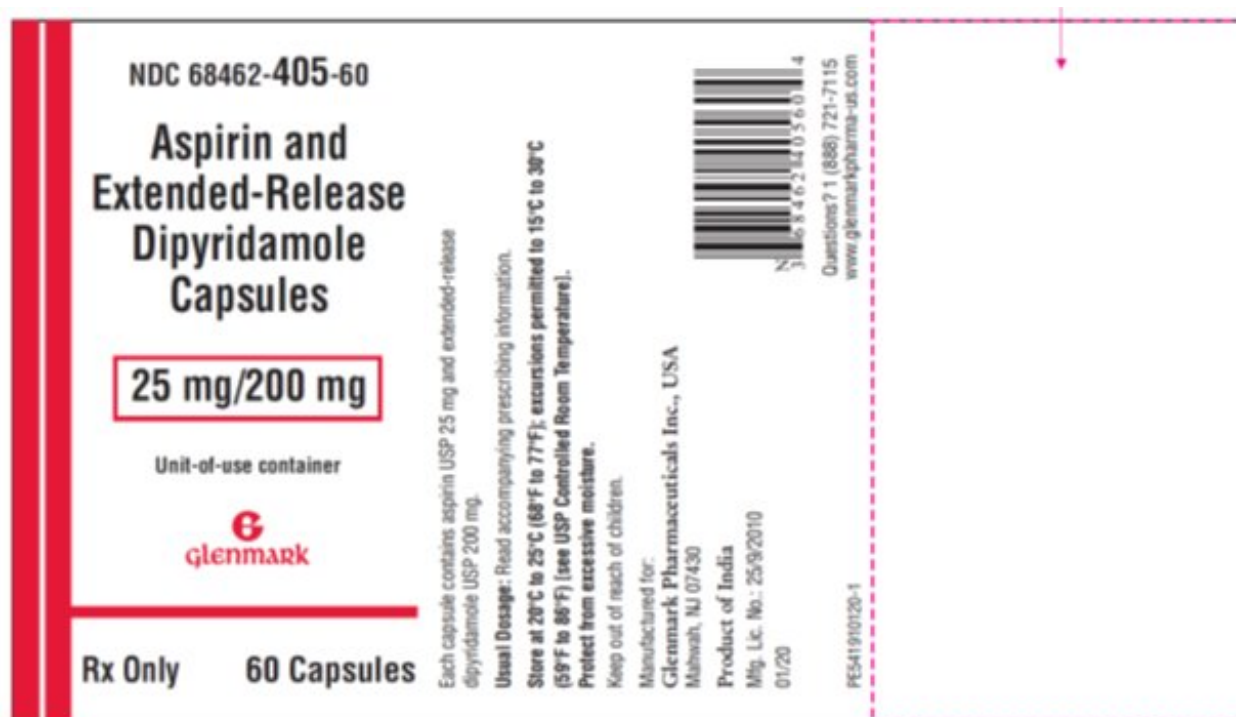 NDC 68462-405-60
Aspirin and
Extended-Release
Dipyridamole
Capsules
25 mg/200 mg
Unit-of-use container
Glenmark
Rx Only 60 Capsules
Each capsule contains aspirin USP 25 mg and extended-release
dipyridamole USP 200 mg.
Usual Dosage: Read accompanying prescribing information.
Store at 20°C to 25°C (68°F to 77°F); excursions permitted to 15°C to 30°C
(59°F to 86°F) [see USP Controlled Room Temperature].
Protect from excessive moisture.
Keep out of reach of children.
Manufactured for:
Glenmark Pharmaceuticals Inc., USA
Mahwah, NJ 07430
Product of India
Mfg. Lic. No.: 25/9/2010
01/20
N
3 68462 40560 4
Questions? 1 (888) 721-7115
www.glenmarkpharma-us.com
PE541910120-1